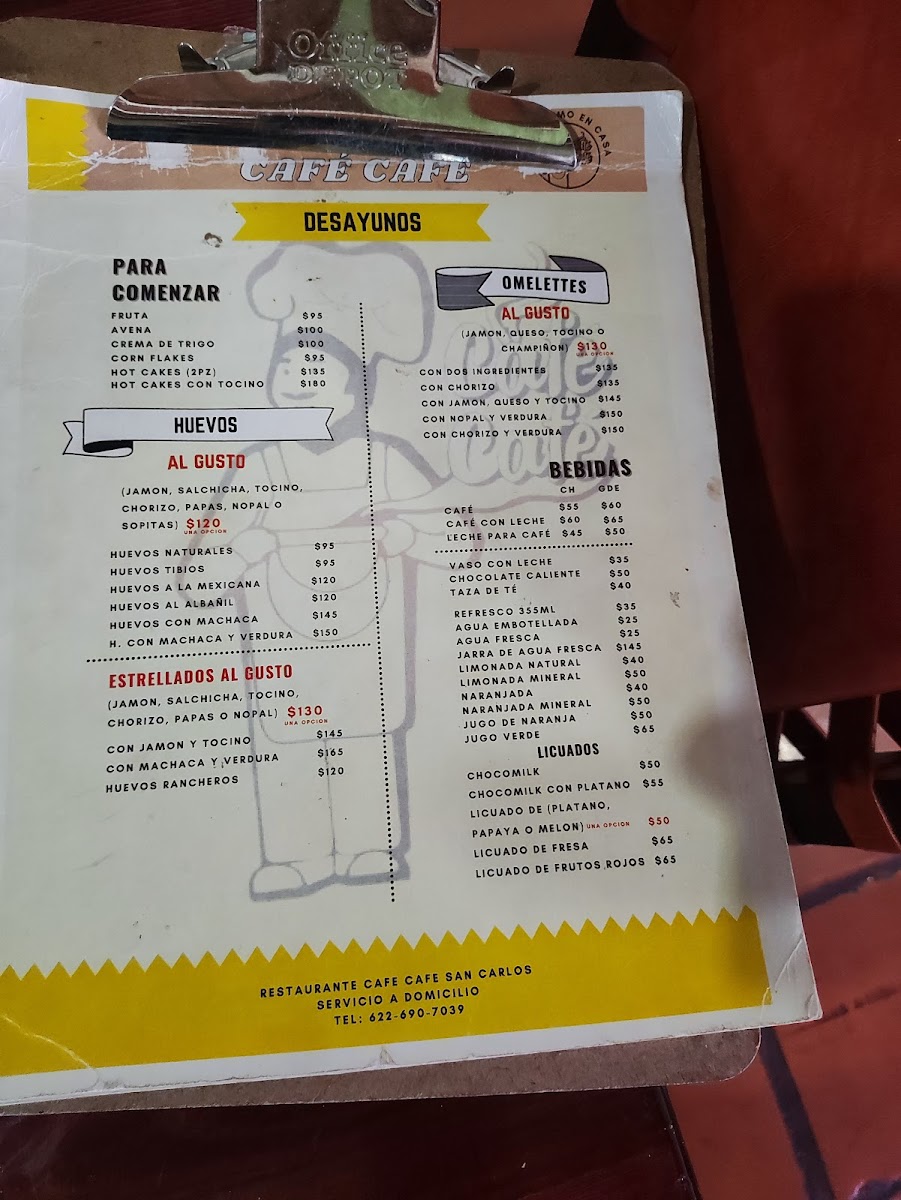 Office
DEPOT
MO EN CASA
CAFÉ CAFÉ
DESAYUNOS
PARA
COMENZAR
FRUTA $95
AVENA $100
CREMA DE TRIGO $100
CORN FLAKES $95
HOT CAKES (2PZ) $135
HOT CAKES CON TOCINO $180
HUEVOS
AL GUSTO
(JAMON, SALCHICHA, TOCINO,
CHORIZO, PAPAS, NOPAL O
SOPITAS) $120
UNA OPCION
HUEVOS NATURALES $95
HUEVOS TIBIOS $95
HUEVOS A LA MEXICANA $120
HUEVOS AL ALBAÑIL $120
HUEVOS CON MACHACA $145
H. CON MACHACA Y VERDURA $150
ESTRELLADOS AL GUSTO
(JAMON, SALCHICHA, TOCINO,
CHORIZO, PAPAS O NOPAL) $130
UNA OPCION
CON JAMON Y TOCINO $145
CON MACHACA Y VERDURA $165
HUEVOS RANCHEROS $120
OMELETTES
AL GUSTO
(JAMON, QUESO, TOCINO O
CHAMPIÑON) $130
UNA OPCION
CON DOS INGREDIENTES $135
CON CHORIZO $135
CON JAMON, QUESO Y TOCINO $145
CON NOPAL Y VERDURA $150
CON CHORIZO Y VERDURA $150
Café
Café
BEBIDAS
CH GDE
CAFÉ $55 $60
CAFÉ CON LECHE $60 $65
LECHE PARA CAFÉ $45 $50
VASO CON LECHE $35
CHOCOLATE CALIENTE $50
TAZA DE TÉ $40
REFRESCO 355ML $35
AGUA EMBOTELLADA $25
AGUA FRESCA $25
JARRA DE AGUA FRESCA $145
LIMONADA NATURAL $40
LIMONADA MINERAL $50
NARANJADA $40
NARANJADA MINERAL $50
JUGO DE NARANJA $50
JUGO VERDE $65
LICUADOS
CHOCOMILK $50
CHOCOMILK CON PLATANO $55
LICUADO DE (PLATANO,
PAPAYA O MELON) UNA OPCION $50
LICUADO DE FRESA $65
LICUADO DE FRUTOS ROJOS $65
RESTAURANTE CAFE CAFE SAN CARLOS
SERVICIO A DOMICILIO
TEL: 622-690-7039